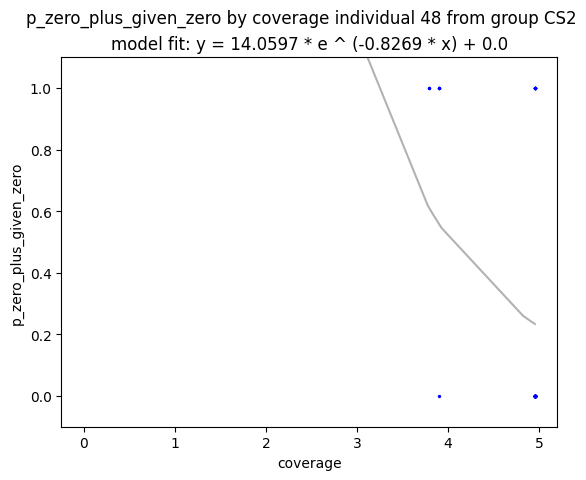 p_zero_plus_given_zero by coverage individual 48 from group CS2
model fit: y = 14.0597 * e ^ (-0.8269 * x) + 0.0
1.0
0.8
0.6
0.4
0.2
0.0
p_zero_plus_given_zero
0 1 2 3 4 5
coverage